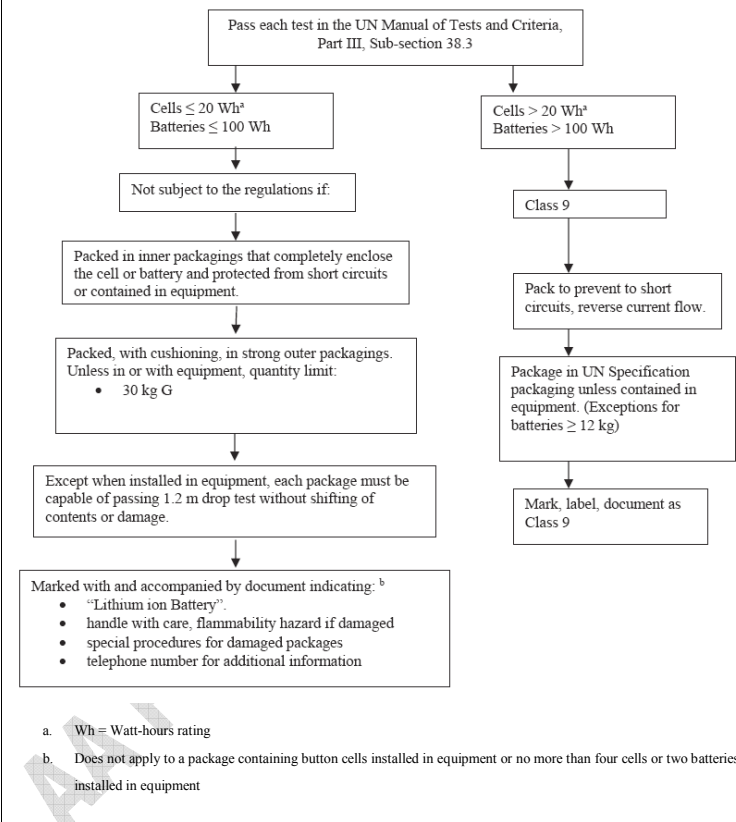 Pass each test in the UN Manual of Tests and Criteria,
Part III, Sub-section 38.3
Cells ≤ 20 Whª
Batteries ≤ 100 Wh
Not subject to the regulations if:
Packed in inner packagings that completely enclose
the cell or battery and protected from short circuits
or contained in equipment.
Packed, with cushioning, in strong outer packagings.
Unless in or with equipment, quantity limit:
• 30 kg G
Except when installed in equipment, each package must be
capable of passing 1.2 m drop test without shifting of
contents or damage.
Marked with and accompanied by document indicating: ᵇ
• “Lithium ion Battery”.
• handle with care, flammability hazard if damaged
• special procedures for damaged packages
• telephone number for additional information
Cells > 20 Whª
Batteries > 100 Wh
Class 9
Pack to prevent to short
circuits, reverse current flow.
Package in UN Specification
packaging unless contained in
equipment. (Exceptions for
batteries ≥ 12 kg)
Mark, label, document as
Class 9
a. Wh = Watt-hours rating
b. Does not apply to a package containing button cells installed in equipment or no more than four cells or two batteries
installed in equipment